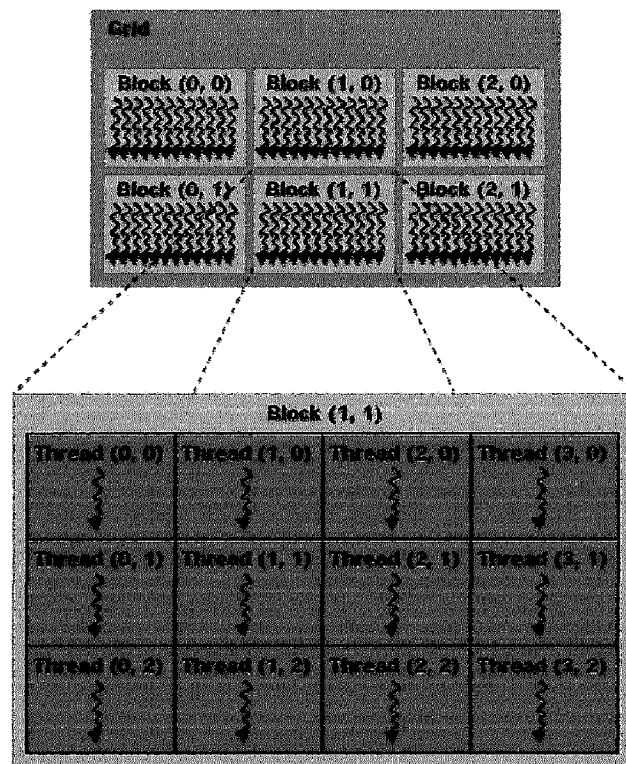 Grid
Block (0, 0) Block (1, 0) Block (2, 0)
Block (0, 1) Block (1, 1) Block (2, 1)
Block (1, 1)
Thread (0, 0) Thread (1, 0) Thread (2, 0) Thread (3, 0)
Thread (0, 1) Thread (1, 1) Thread (2, 1) Thread (3, 1)
Thread (0, 2) Thread (1, 2) Thread (2, 2) Thread (3, 2)